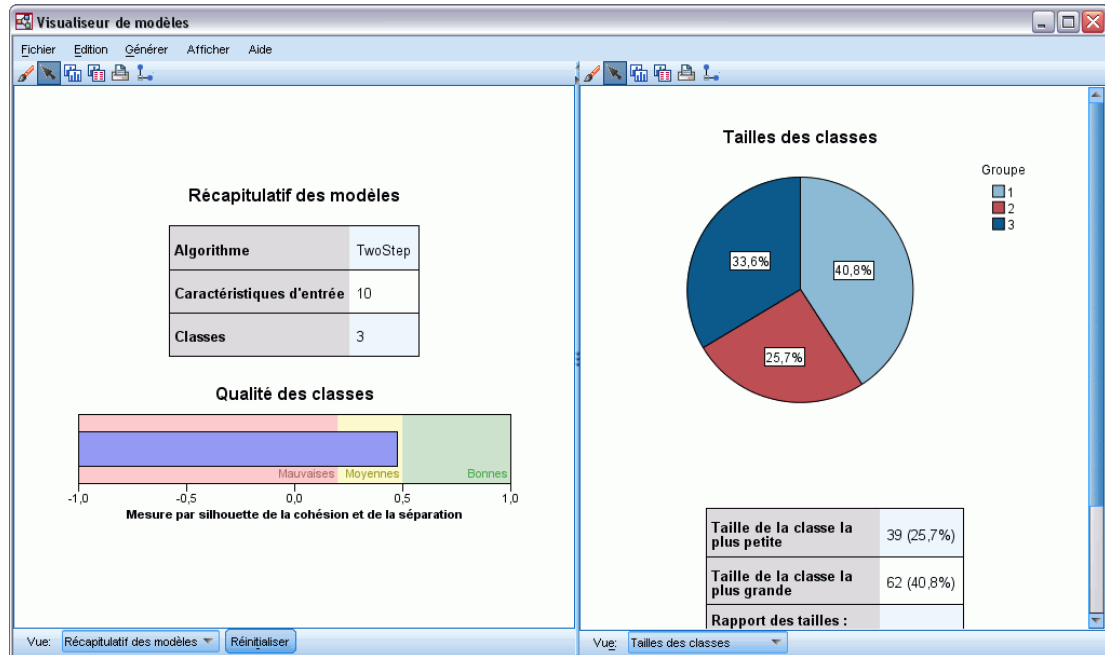 Visualiseur de modèles
Fichier Edition Générer Afficher Aide
Récapitulatif des modèles
Algorithme TwoStep
Caractéristiques d'entrée 10
Classes 3
Qualité des classes
Mauvaises Moyennes Bonnes
-1,0 -0,5 0,0 0,5 1,0
Mesure par silhouette de la cohésion et de la séparation
Vue: Récapitulatif des modèles Réinitialiser
Tailles des classes
Groupe
1
2
3
33,6%
40,8%
25,7%
Taille de la classe la
plus petite
39 (25,7%)
Taille de la classe la
plus grande
62 (40,8%)
Rapport des tailles :
Vue: Tailles des classes